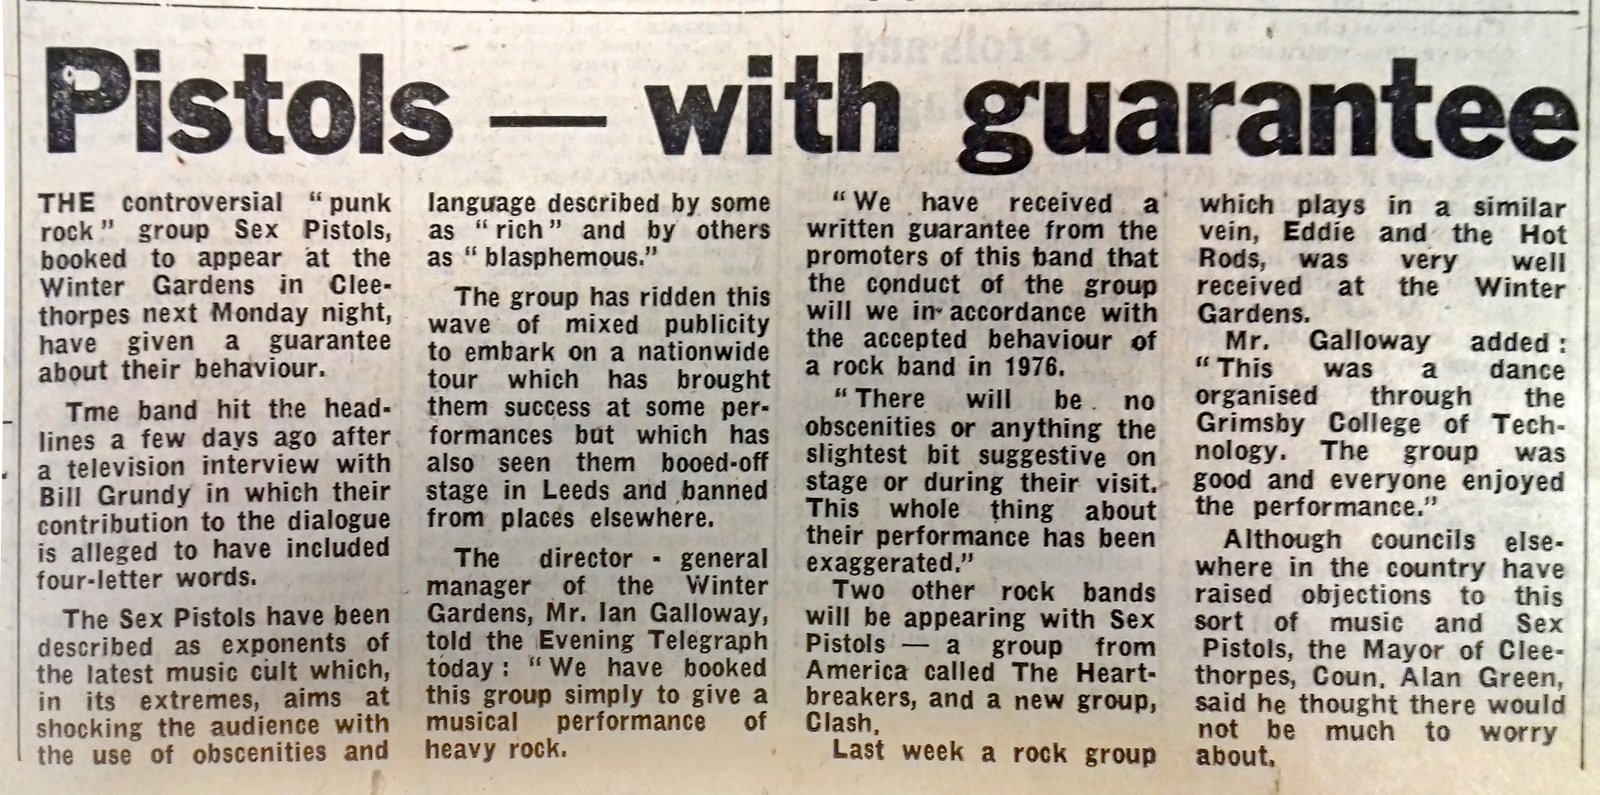 Pistols — with guarantee
THE controversial “punk
rock” group Sex Pistols,
booked to appear at the
Winter Gardens in Clee-
thorpes next Monday night,
have given a guarantee
about their behaviour.
Tme band hit the head-
lines a few days ago after
a television interview with
Bill Grundy in which their
contribution to the dialogue
is alleged to have included
four-letter words.
The Sex Pistols have been
described as exponents of
the latest music cult which,
in its extremes, aims at
shocking the audience with
the use of obscenities and
language described by some
as “rich” and by others
as “blasphemous.”
The group has ridden this
wave of mixed publicity
to embark on a nationwide
tour which has brought
them success at some per-
formances but which has
also seen them booed-off
stage in Leeds and banned
from places elsewhere.
The director - general
manager of the Winter
Gardens, Mr. Ian Galloway,
told the Evening Telegraph
today: “We have booked
this group simply to give a
musical performance of
heavy rock.
“We have received a
written guarantee from the
promoters of this band that
the conduct of the group
will we in accordance with
the accepted behaviour of
a rock band in 1976.
“There will be no
obscenities or anything the
slightest bit suggestive on
stage or during their visit.
This whole thing about
their performance has been
exaggerated.”
Two other rock bands
will be appearing with Sex
Pistols — a group from
America called The Heart-
breakers, and a new group,
Clash.
Last week a rock group
which plays in a similar
vein, Eddie and the Hot
Rods, was very well
received at the Winter
Gardens.
Mr. Galloway added:
“This was a dance
organised through the
Grimsby College of Tech-
nology. The group was
good and everyone enjoyed
the performance.”
Although councils else-
where in the country have
raised objections to this
sort of music and Sex
Pistols, the Mayor of Clee-
thorpes, Coun. Alan Green,
said he thought there would
not be much to worry
about.